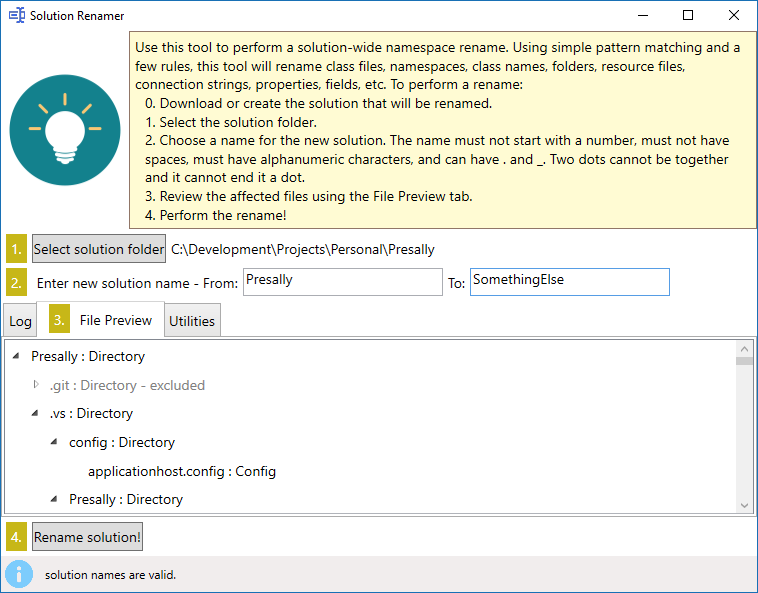 Solution Renamer
Use this tool to perform a solution-wide namespace rename. Using simple pattern matching and a
few rules, this tool will rename class files, namespaces, class names, folders, resource files,
connection strings, properties, fields, etc. To perform a rename:
0. Download or create the solution that will be renamed.
1. Select the solution folder.
2. Choose a name for the new solution. The name must not start with a number, must not have
spaces, must have alphanumeric characters, and can have . and _. Two dots cannot be together
and it cannot end it a dot.
3. Review the affected files using the File Preview tab.
4. Perform the rename!
1. Select solution folder C:\Development\Projects\Personal\Presally
2. Enter new solution name - From: Presally To: SomethingElse
Log 3. File Preview Utilities
Presally : Directory
.git : Directory - excluded
.vs : Directory
config : Directory
applicationhost.config : Config
Presally : Directory
4. Rename solution!
i solution names are valid.